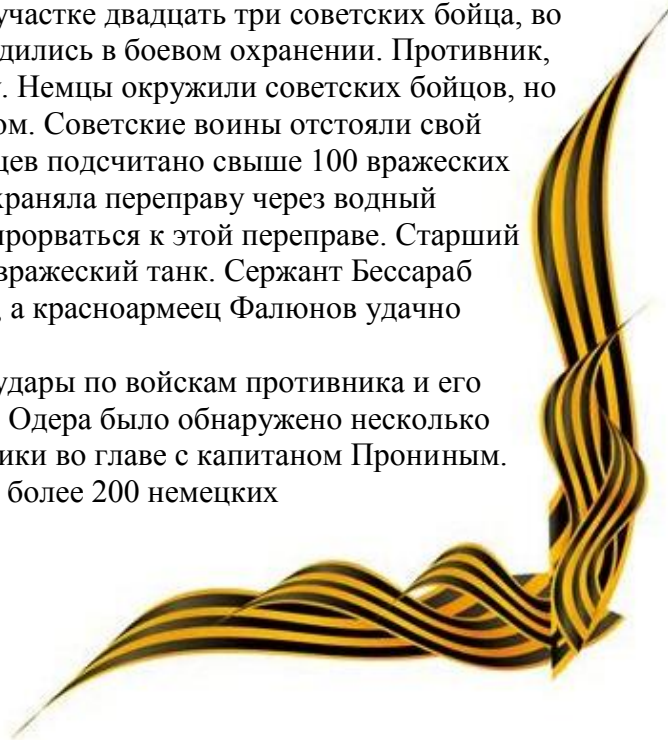 участке двадцать три советских бойца, во
дились в боевом охранении. Противник,
. Немцы окружили советских бойцов, но
ом. Советские воины отстояли свой
цев подсчитано свыше 100 вражеских
храняла переправу через водный
прорваться к этой переправе. Старший
вражеский танк. Сержант Бессараб
, а красноармеец Фалюнов удачно
удары по войскам противника и его
Одера было обнаружено несколько
ики во главе с капитаном Прониным.
более 200 немецких